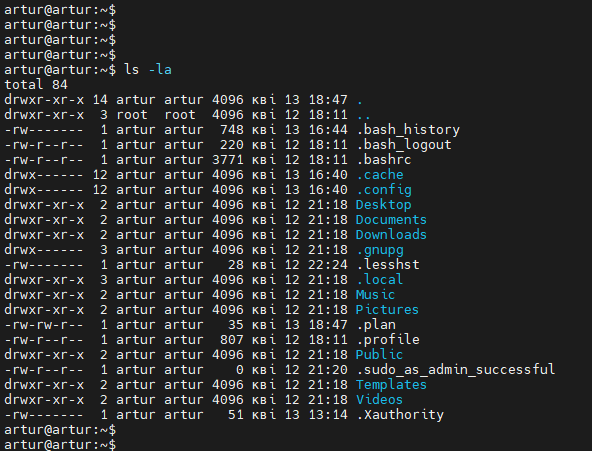 artur@artur:~$
artur@artur:~$
artur@artur:~$
artur@artur:~$
artur@artur:~$ ls -la
total 84
drwxr-xr-x 14 artur artur 4096 кві 13 18:47 .
drwxr-xr-x  3 root  root  4096 кві 12 18:11 ..
-rw-------  1 artur artur  748 кві 13 16:44 .bash_history
-rw-r--r--  1 artur artur  220 кві 12 18:11 .bash_logout
-rw-r--r--  1 artur artur 3771 кві 12 18:11 .bashrc
drwx------ 12 artur artur 4096 кві 13 16:40 .cache
drwx------ 12 artur artur 4096 кві 13 16:40 .config
drwxr-xr-x  2 artur artur 4096 кві 12 21:18 Desktop
drwxr-xr-x  2 artur artur 4096 кві 12 21:18 Documents
drwxr-xr-x  2 artur artur 4096 кві 12 21:18 Downloads
drwx------  3 artur artur 4096 кві 12 21:18 .gnupg
-rw-------  1 artur artur   28 кві 12 22:24 .lesshst
drwxr-xr-x  3 artur artur 4096 кві 12 21:18 .local
drwxr-xr-x  2 artur artur 4096 кві 12 21:18 Music
drwxr-xr-x  2 artur artur 4096 кві 12 21:18 Pictures
-rw-rw-r--  1 artur artur   35 кві 13 18:47 .plan
-rw-r--r--  1 artur artur  807 кві 12 18:11 .profile
drwxr-xr-x  2 artur artur 4096 кві 12 21:18 Public
-rw-r--r--  1 artur artur    0 кві 12 21:20 .sudo_as_admin_successful
drwxr-xr-x  2 artur artur 4096 кві 12 21:18 Templates
drwxr-xr-x  2 artur artur 4096 кві 12 21:18 Videos
-rw-------  1 artur artur   51 кві 13 13:14 .Xauthority
artur@artur:~$
artur@artur:~$